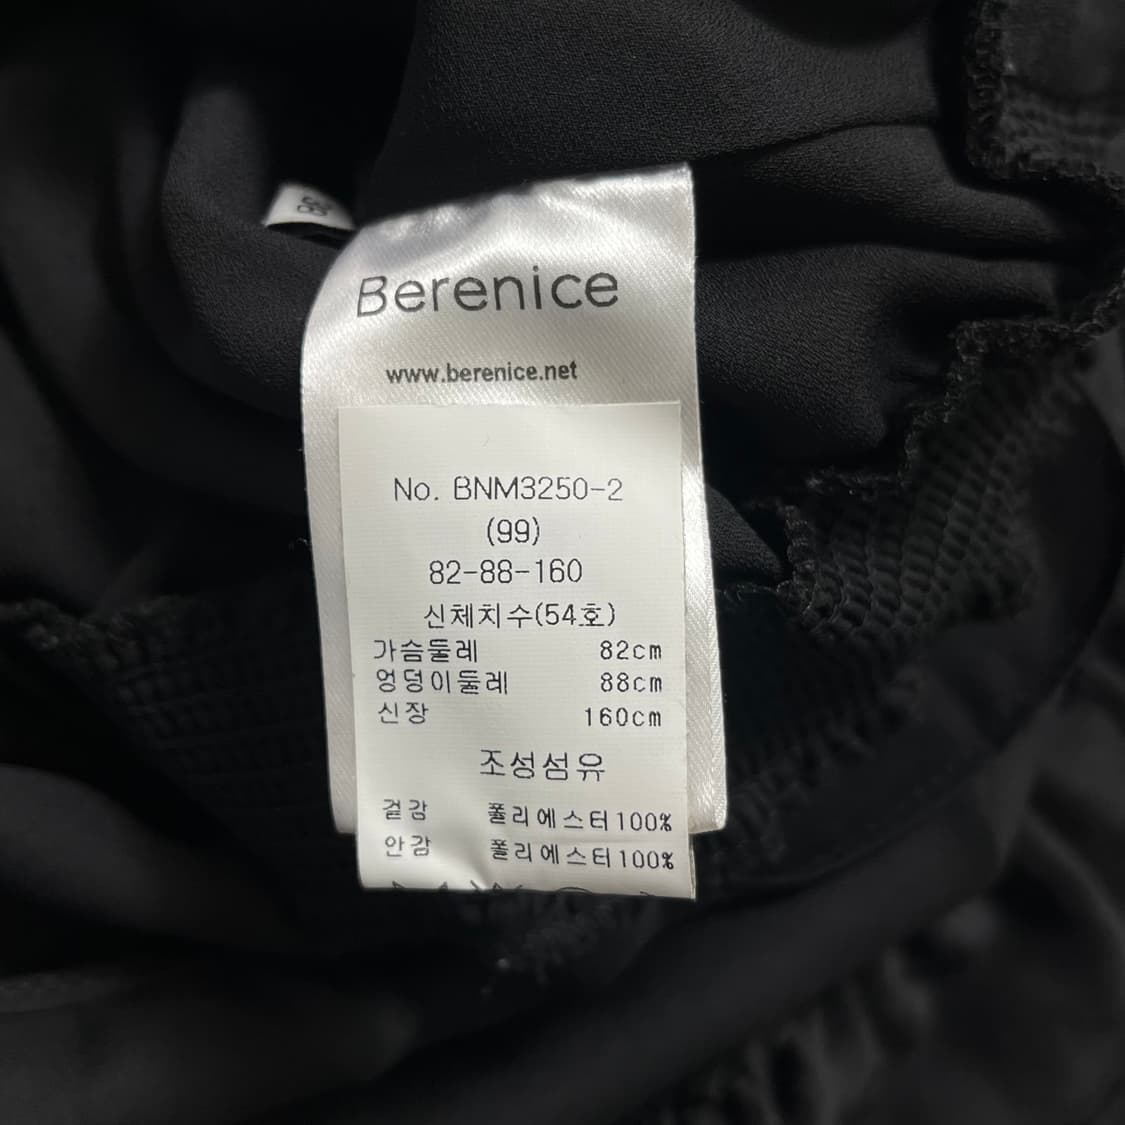 Berenice
www.berenice.net
No. BNM3250-2
(99)
82-88-160
신체치수(54호)
가슴둘레 82cm
엉덩이둘레 88cm
신장 160cm
조성섬유
겉감 폴리에스터100%
안감 폴리에스터100%